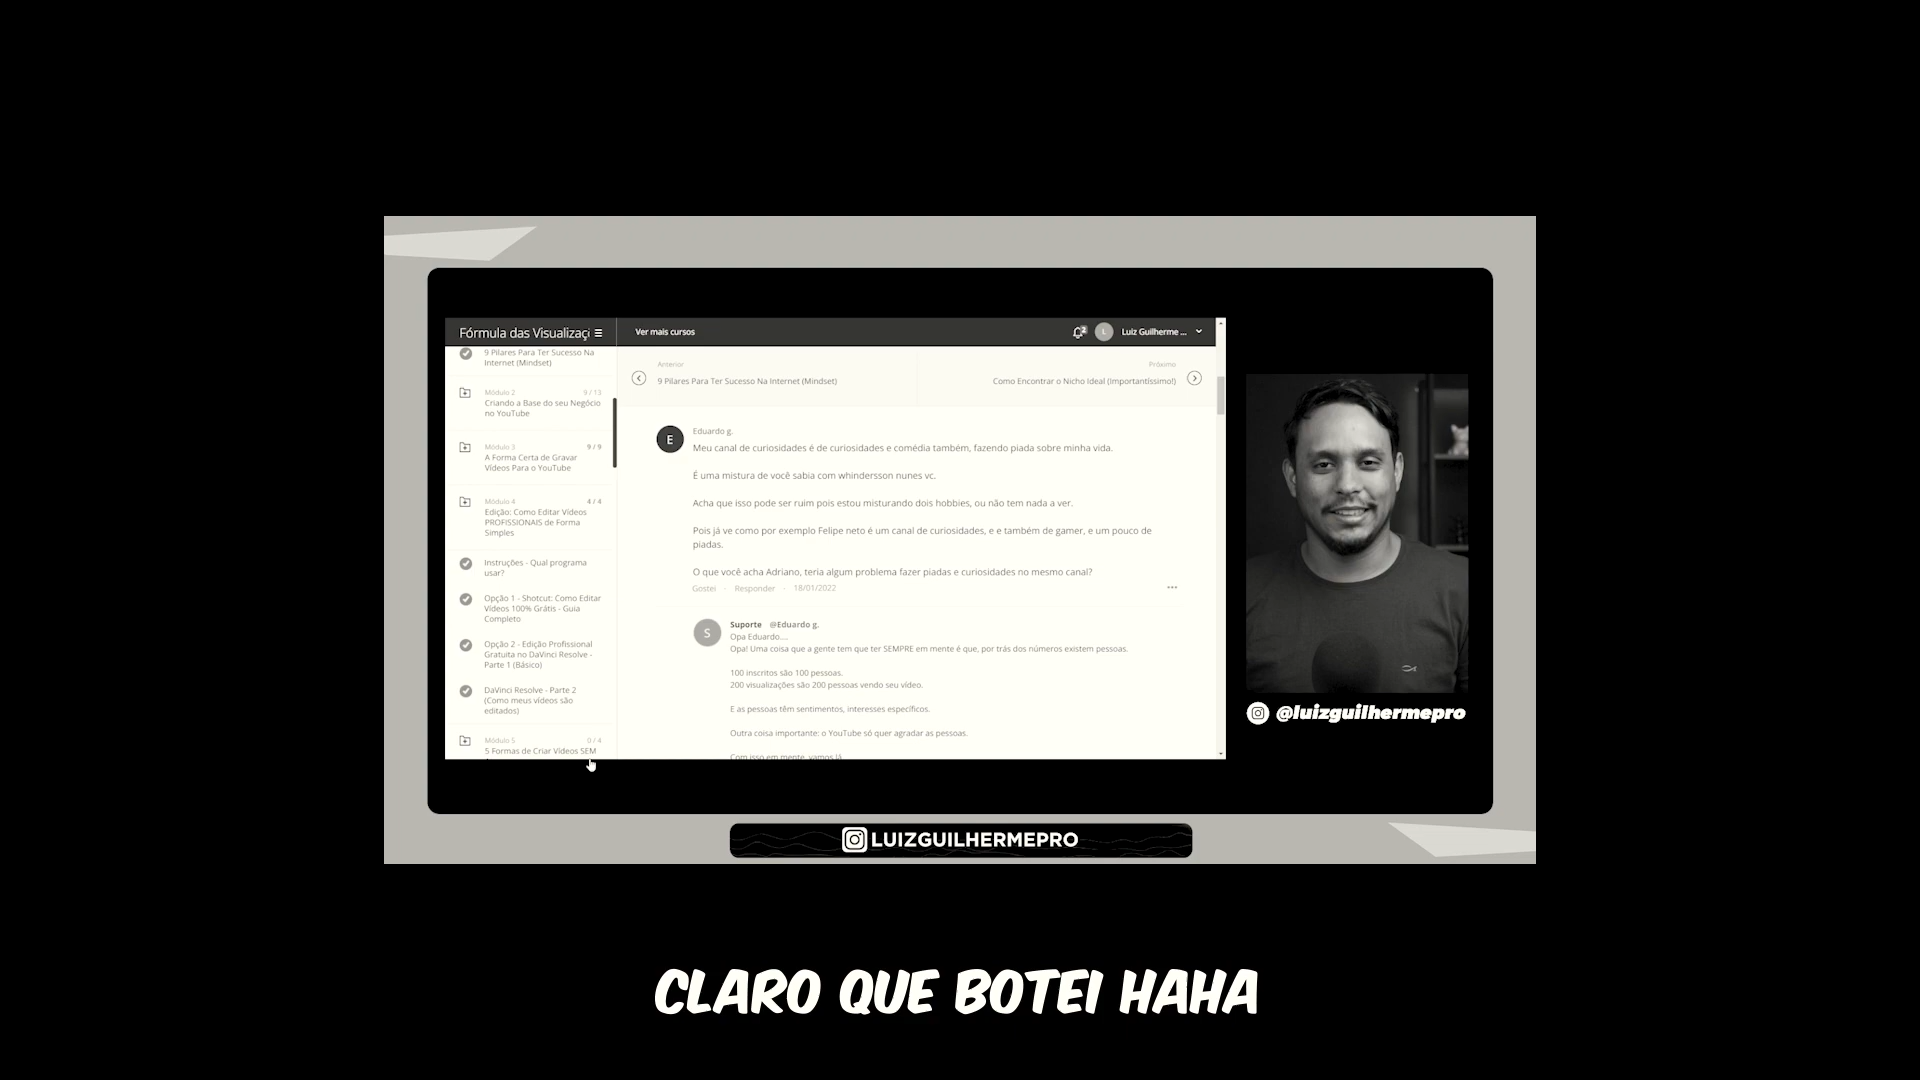 Fórmula das Visualizaç
Ver mais cursos
2
L
Luiz Guilherme ...
9 Pilares Para Ter Sucesso Na
Internet (Mindset)
Módulo 2
9 / 13
Criando a Base do seu Negócio
no YouTube
Módulo 3
9 / 9
A Forma Certa de Gravar
Vídeos Para o YouTube
Módulo 4
4 / 4
Edição: Como Editar Vídeos
PROFISSIONAIS de Forma
Simples
Instruções - Qual programa
usar?
Opção 1 - Shotcut: Como Editar
Vídeos 100% Grátis - Guia
Completo
Opção 2 - Edição Profissional
Gratuita no DaVinci Resolve -
Parte 1 (Básico)
DaVinci Resolve - Parte 2
(Como meus vídeos são
editados)
Módulo 5
0 / 4
5 Formas de Criar Vídeos SEM
Anterior
9 Pilares Para Ter Sucesso Na Internet (Mindset)
Próximo
Como Encontrar o Nicho Ideal (Importantíssimo!)
E
Eduardo g.
Meu canal de curiosidades é de curiosidades e comédia também, fazendo piada sobre minha vida.
É uma mistura de você sabia com whindersson nunes vc.
Acha que isso pode ser ruim pois estou misturando dois hobbies, ou não tem nada a ver.
Pois já ve como por exemplo Felipe neto é um canal de curiosidades, e e também de gamer, e um pouco de
piadas.
O que você acha Adriano, teria algum problema fazer piadas e curiosidades no mesmo canal?
Gostei · Responder · 18/01/2022
S
Suporte @Eduardo g.
Opa Eduardo....
Opa! Uma coisa que a gente tem que ter SEMPRE em mente é que, por trás dos números existem pessoas.
100 inscritos são 100 pessoas.
200 visualizações são 200 pessoas vendo seu vídeo.
E as pessoas têm sentimentos, interesses específicos.
Outra coisa importante: o YouTube só quer agradar as pessoas.
Com isso em mente, vamos lá
@luizguilhermepro
LUIZGUILHERMEPRO
CLARO QUE BOTEI HAHA